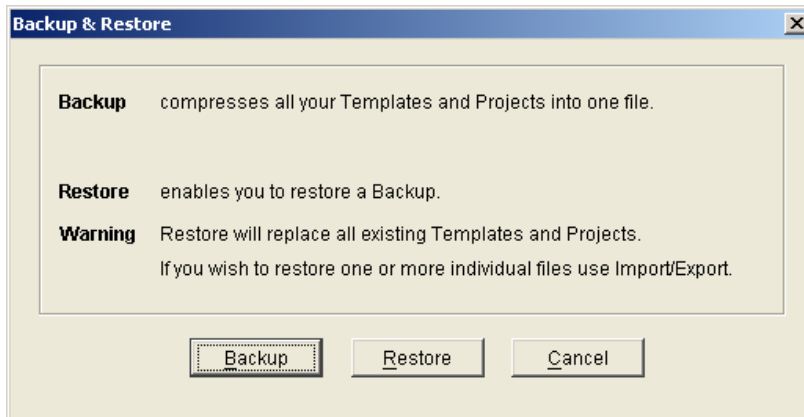 Backup & Restore
Backup compresses all your Templates and Projects into one file.
Restore enables you to restore a Backup.
Warning Restore will replace all existing Templates and Projects.
If you wish to restore one or more individual files use Import/Export.
Backup Restore Cancel